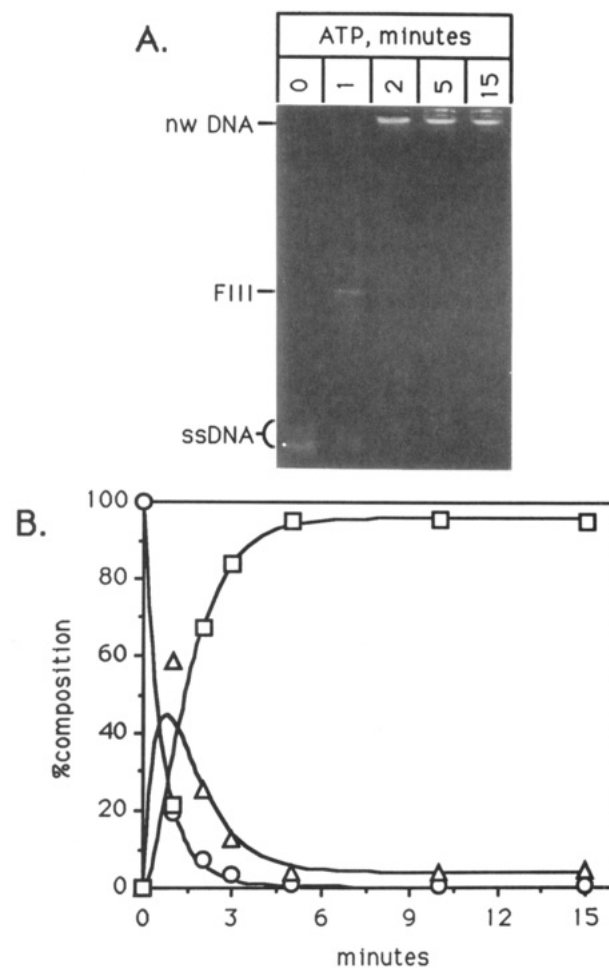 A.
ATP, minutes
0 1 2 5 15
nw DNA
FIII
ssDNA
B.
100
80
60
40
20
0
%composition
0 3 6 9 12 15
minutes